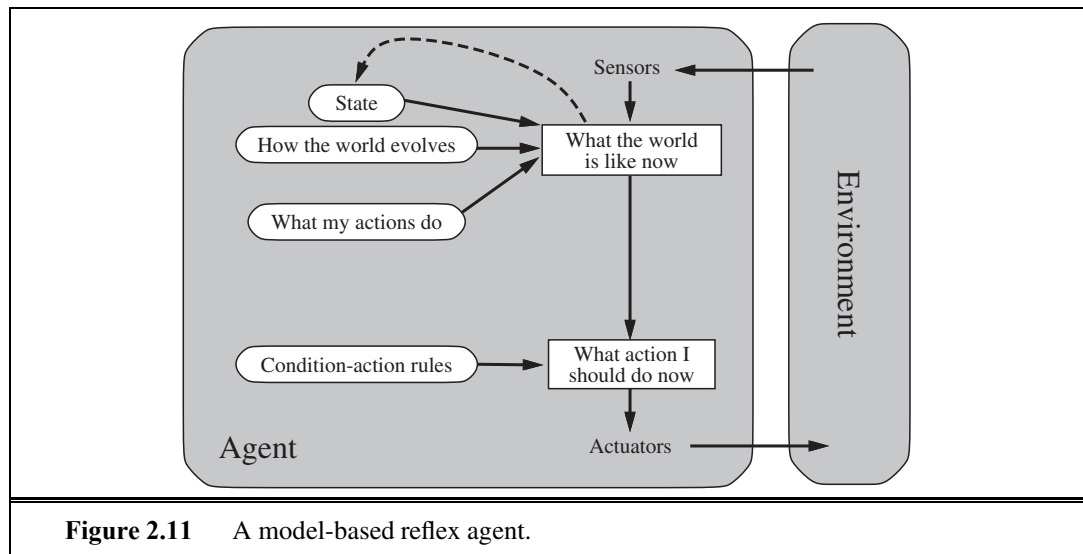 Sensors
State
How the world evolves
What the world
is like now
What my actions do
Environment
Condition-action rules
What action I
should do now
Agent
Actuators
Figure 2.11 A model-based reflex agent.